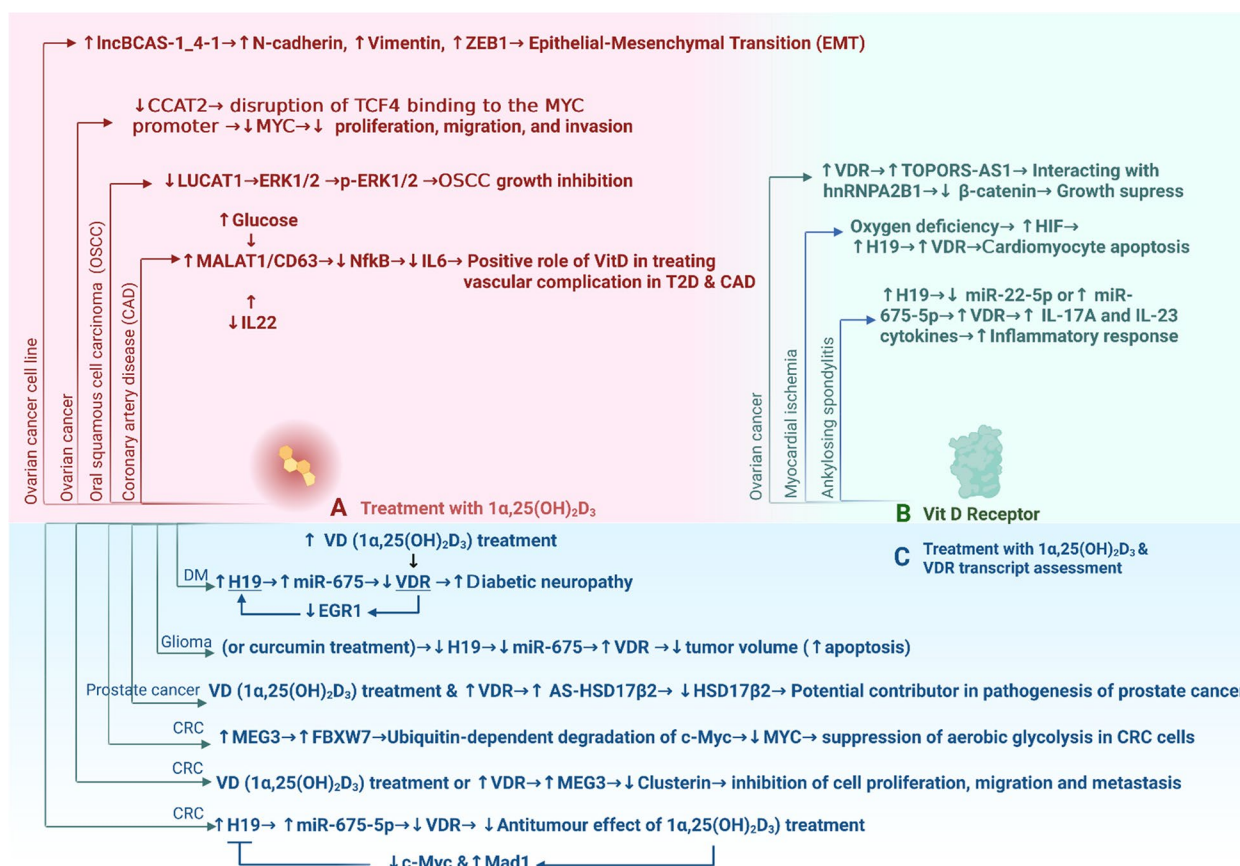 ↑lncBCAS-1_4-1→↑N-cadherin, ↑Vimentin, ↑ZEB1→ Epithelial-Mesenchymal Transition (EMT)
↓CCAT2→ disruption of TCF4 binding to the MYC
promoter →↓MYC→↓ proliferation, migration, and invasion
↓LUCAT1→ERK1/2 →p-ERK1/2 →OSCC growth inhibition
↑Glucose
↓
↑MALAT1/CD63→↓NfkB→↓IL6→ Positive role of VitD in treating
vascular complication in T2D & CAD
↑
↓IL22
Ovarian cancer cell line
Ovarian cancer
Oral squamous cell carcinoma (OSCC)
Coronary artery disease (CAD)
A Treatment with 1α,25(OH)₂D₃
↑VDR→↑TOPORS-AS1→ Interacting with
hnRNPA2B1→↓ β-catenin→ Growth supress
Oxygen deficiency→ ↑HIF→
↑H19→↑VDR→Cardiomyocyte apoptosis
↑H19→↓ miR-22-5p or↑ miR-
675-5p→↑VDR→↑ IL-17A and IL-23
cytokines→↑Inflammatory response
Ovarian cancer
Myocardial ischemia
Ankylosing spondylitis
B Vit D Receptor
C Treatment with 1α,25(OH)₂D₃ &
VDR transcript assessment
↑ VD (1α,25(OH)₂D₃) treatment
↓
DM ↑H19→↑miR-675→↓VDR →↑Diabetic neuropathy
↓EGR1
Glioma (or curcumin treatment)→↓H19→↓miR-675→↑VDR →↓tumor volume (↑apoptosis)
Prostate cancer VD (1α,25(OH)₂D₃) treatment & ↑VDR→↑ AS-HSD17β2→ ↓HSD17β2→ Potential contributor in pathogenesis of prostate cance
CRC ↑MEG3→↑FBXW7→Ubiquitin-dependent degradation of c-Myc→↓MYC→ suppression of aerobic glycolysis in CRC cells
CRC VD (1α,25(OH)₂D₃) treatment or ↑VDR→↑MEG3→↓Clusterin→ inhibition of cell proliferation, migration and metastasis
CRC ↑H19→ ↑miR-675-5p→↓VDR→ ↓Antitumour effect of 1α,25(OH)₂D₃) treatment
↓c-Myc &↑Mad1